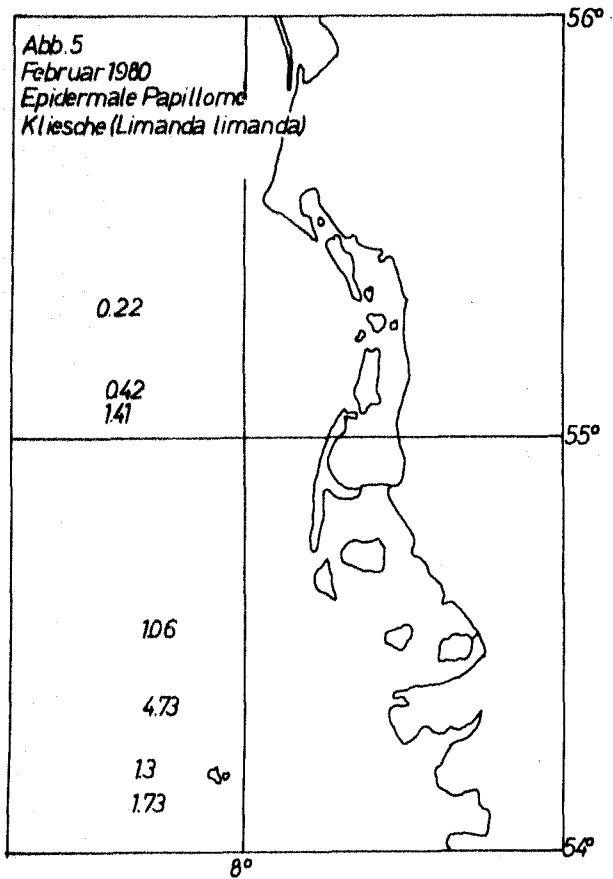 Abb. 5
Februar 1980
Epidermale Papillome
Kliesche (Limanda limanda)
56°
0.22
0.42
1.41
55°
1.06
4.73
1.3
1.73
54°
8°